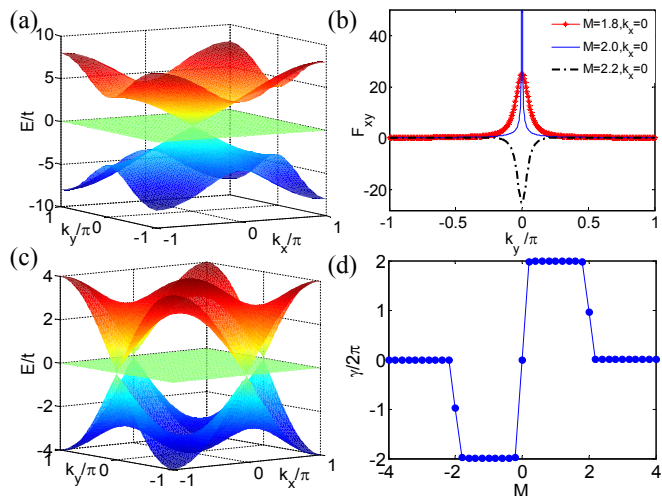 (a)
10
5
0
-5
-10
E/t
1
0
-1
k_y/π
-1
0
1
k_x/π
(b)
40
20
0
-20
F_xy
M=1.8,k_x=0
M=2.0,k_x=0
M=2.2,k_x=0
-1
-0.5
0
0.5
1
k_y/π
(c)
4
2
0
-2
-4
E/t
1
0
-1
k_y/π
-1
0
1
k_x/π
(d)
2
1
0
-1
-2
γ/2π
-4
-2
0
2
4
M